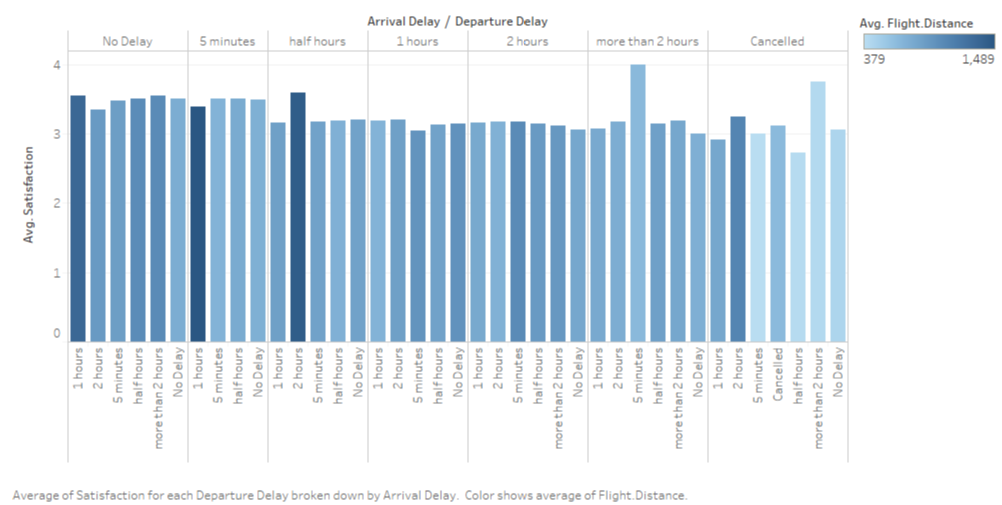 Arrival Delay / Departure Delay
No Delay
5 minutes
half hours
1 hours
2 hours
more than 2 hours
Cancelled
Avg. Flight.Distance
379
1,489
Avg. Satisfaction
4
3
2
1
0
1 hours
2 hours
5 minutes
half hours
more than 2 hours
No Delay
1 hours
5 minutes
half hours
No Delay
1 hours
2 hours
5 minutes
half hours
No Delay
1 hours
2 hours
5 minutes
half hours
No Delay
1 hours
2 hours
5 minutes
half hours
more than 2 hours
No Delay
1 hours
2 hours
5 minutes
half hours
more than 2 hours
No Delay
1 hours
2 hours
5 minutes
Cancelled
half hours
more than 2 hours
No Delay
Average of Satisfaction for each Departure Delay broken down by Arrival Delay.  Color shows average of Flight.Distance.